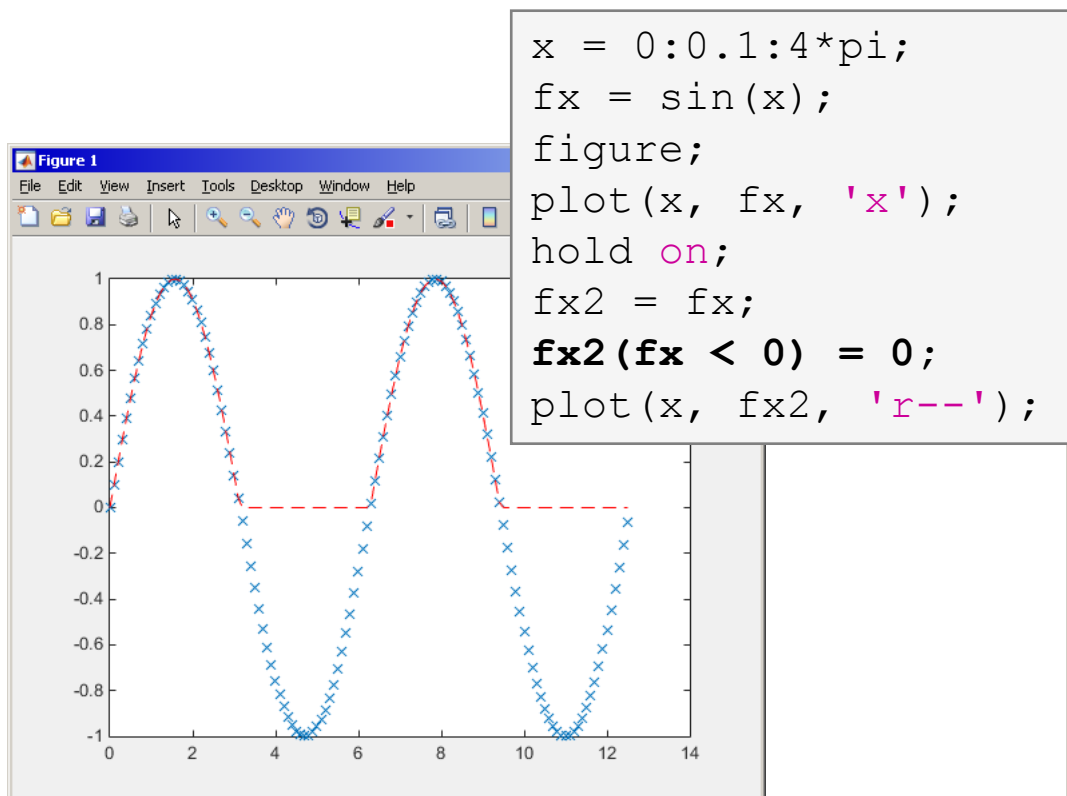 x = 0:0.1:4*pi;
fx = sin(x);
figure;
plot(x, fx, 'x');
hold on;
fx2 = fx;
fx2(fx < 0) = 0;
plot(x, fx2, 'r--');
Figure 1
File Edit View Insert Tools Desktop Window Help
1
0.8
0.6
0.4
0.2
0
-0.2
-0.4
-0.6
-0.8
-1
0 2 4 6 8 10 12 14